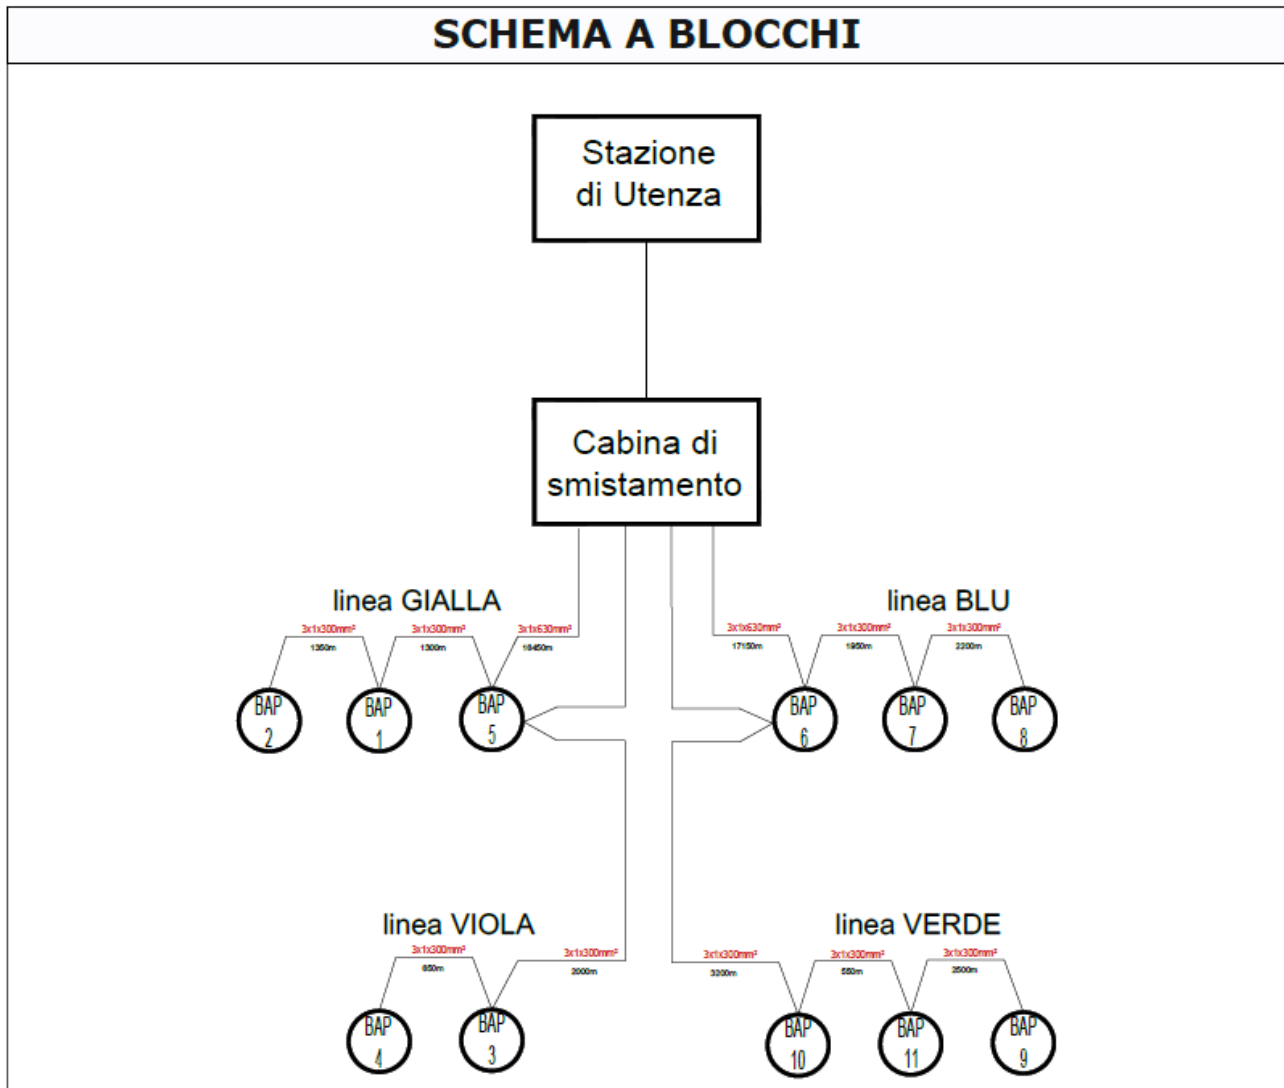 SCHEMA A BLOCCHI
Stazione
di Utenza
Cabina di
smistamento
linea GIALLA
3x1x300mm²
1350m
3x1x300mm²
1300m
3x1x630mm²
BAP
2
BAP
1
BAP
5
linea BLU
3x1x630mm²
17150m
3x1x300mm²
1950m
3x1x300mm²
2200m
BAP
6
BAP
7
BAP
8
linea VIOLA
3x1x300mm²
3x1x300mm²
2000m
BAP
4
BAP
3
linea VERDE
3x1x300mm²
3200m
3x1x300mm²
550m
3x1x300mm²
2500m
BAP
10
BAP
11
BAP
9